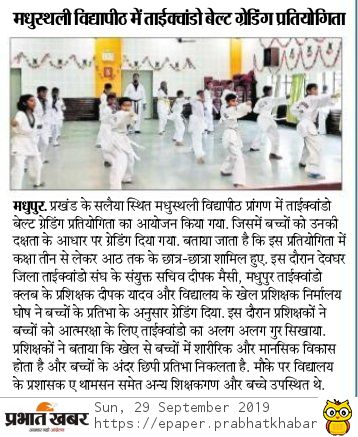 मधुस्थली विद्यापीठ में ताईक्वांडो बेल्ट ग्रेडिंग प्रतियोगिता
मधुपुर. प्रखंड के सलैया स्थित मधुस्थली विद्यापीठ प्रांगण में ताईक्वांडो
बेल्ट ग्रेडिंग प्रतियोगिता का आयोजन किया गया. जिसमें बच्चों को उनकी
दक्षता के आधार पर ग्रेडिंग दिया गया. बताया जाता है कि इस प्रतियोगिता में
कक्षा तीन से लेकर आठ तक के छात्र-छात्रा शामिल हुए. इस दौरान देवघर
जिला ताईक्वांडो संघ के संयुक्त सचिव दीपक मैसी, मधुपुर ताईक्वांडो
क्लब के प्रशिक्षक दीपक यादव और विद्यालय के खेल प्रशिक्षक निर्मालय
घोष ने बच्चों के प्रतिभा के अनुसार ग्रेडिंग दिया. इस दौरान प्रशिक्षकों ने
बच्चों को आत्मरक्षा के लिए ताईक्वांडो का अलग अलग गुर सिखाया.
प्रशिक्षकों ने बताया कि खेल से बच्चों में शारीरिक और मानसिक विकास
होता है और बच्चों के अंदर छिपी प्रतिभा निकलता है. मौके पर विद्यालय
के प्रशासक ए थामसन समेत अन्य शिक्षकगण और बच्चे उपस्थित थे.
प्रभात खबर
Sun, 29 September 2019
https://epaper.prabhatkhabar